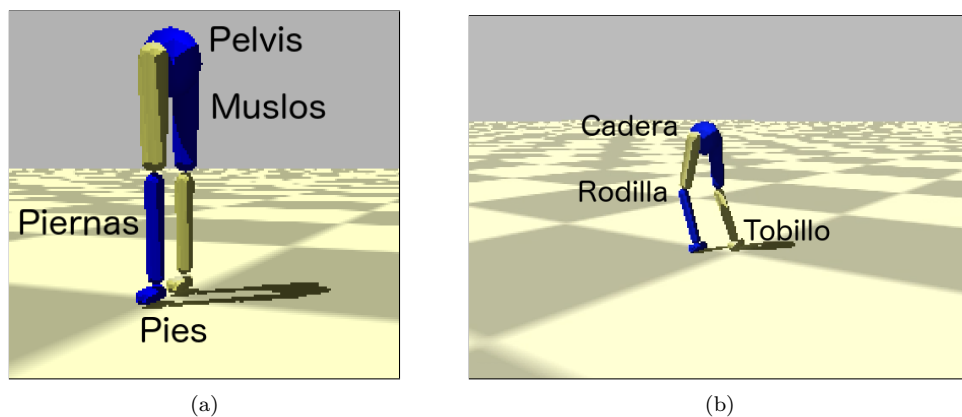 Pelvis
Muslos
Piernas
Pies
(a)
Cadera
Rodilla
Tobillo
(b)